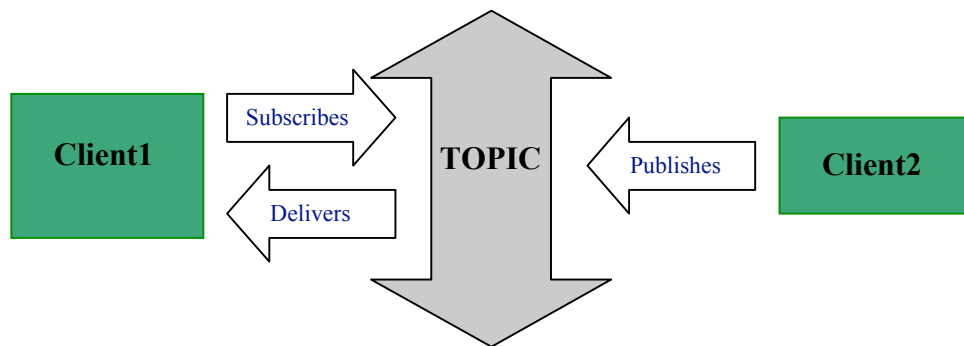 Client1
Subscribes
Delivers
TOPIC
Publishes
Client2